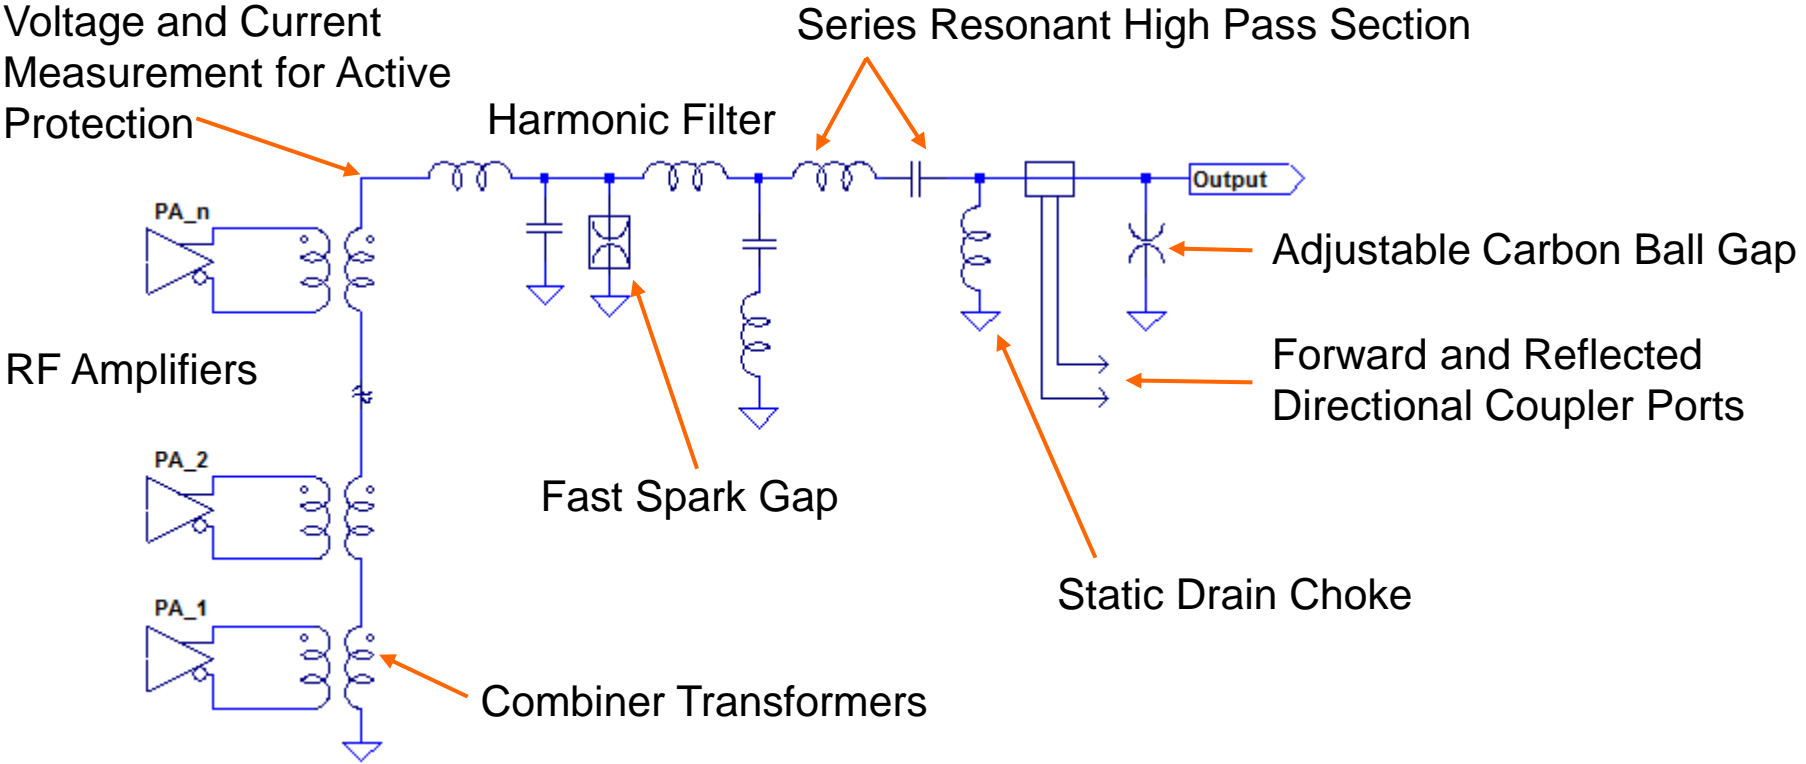 Voltage and Current
Measurement for Active
Protection
Series Resonant High Pass Section
Harmonic Filter
Output
PA_n
Adjustable Carbon Ball Gap
RF Amplifiers
Forward and Reflected
Directional Coupler Ports
PA_2
Fast Spark Gap
Static Drain Choke
PA_1
Combiner Transformers